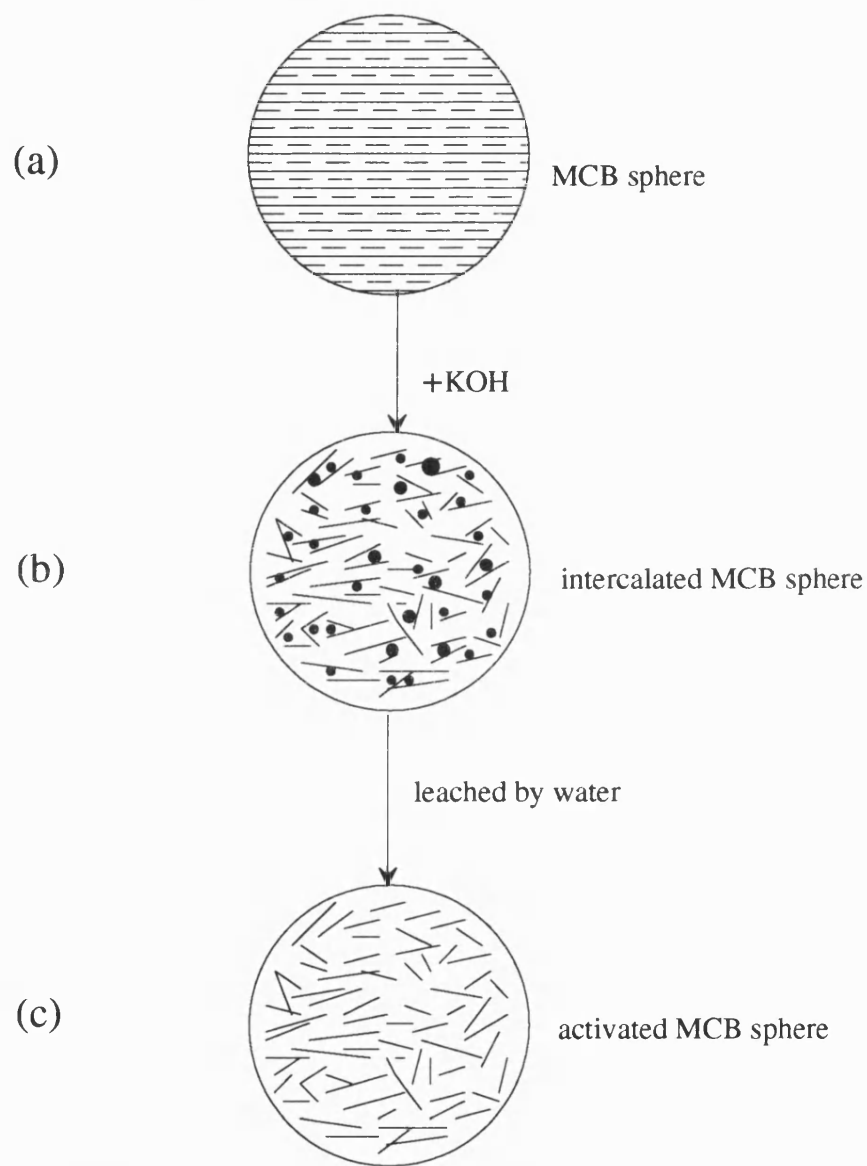 (a)
MCB sphere
+KOH
(b)
intercalated MCB sphere
leached by water
(c)
activated MCB sphere